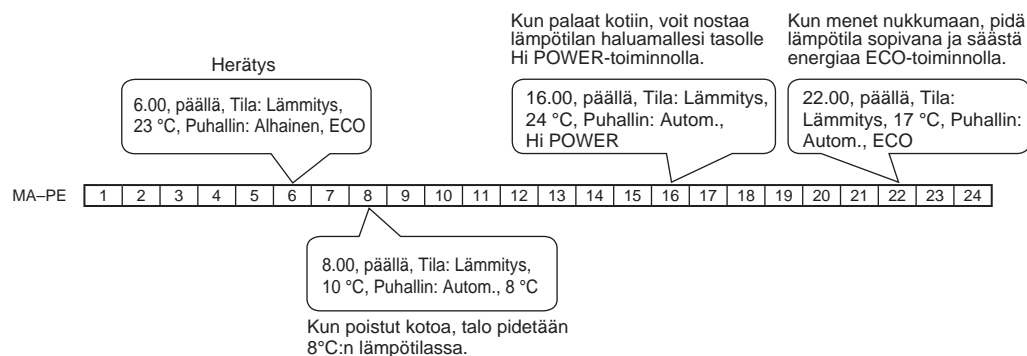 Herätys
6.00, päällä, Tila: Lämmitys,
23 °C, Puhallin: Alhainen, ECO
Kun palaat kotiin, voit nostaa
lämpötilan haluamallesi tasolle
Hi POWER-toiminnolla.
16.00, päällä, Tila: Lämmitys,
24 °C, Puhallin: Autom.,
Hi POWER
Kun menet nukkumaan, pidä
lämpötila sopivana ja säästä
energiaa ECO-toiminnolla.
22.00, päällä, Tila:
Lämmitys, 17 °C, Puhallin:
Autom., ECO
MA–PE 1 2 3 4 5 6 7 8 9 10 11 12 13 14 15 16 17 18 19 20 21 22 23 24
8.00, päällä, Tila: Lämmitys,
10 °C, Puhallin: Autom., 8 °C
Kun poistut kotoa, talo pidetään
8°C:n lämpötilassa.